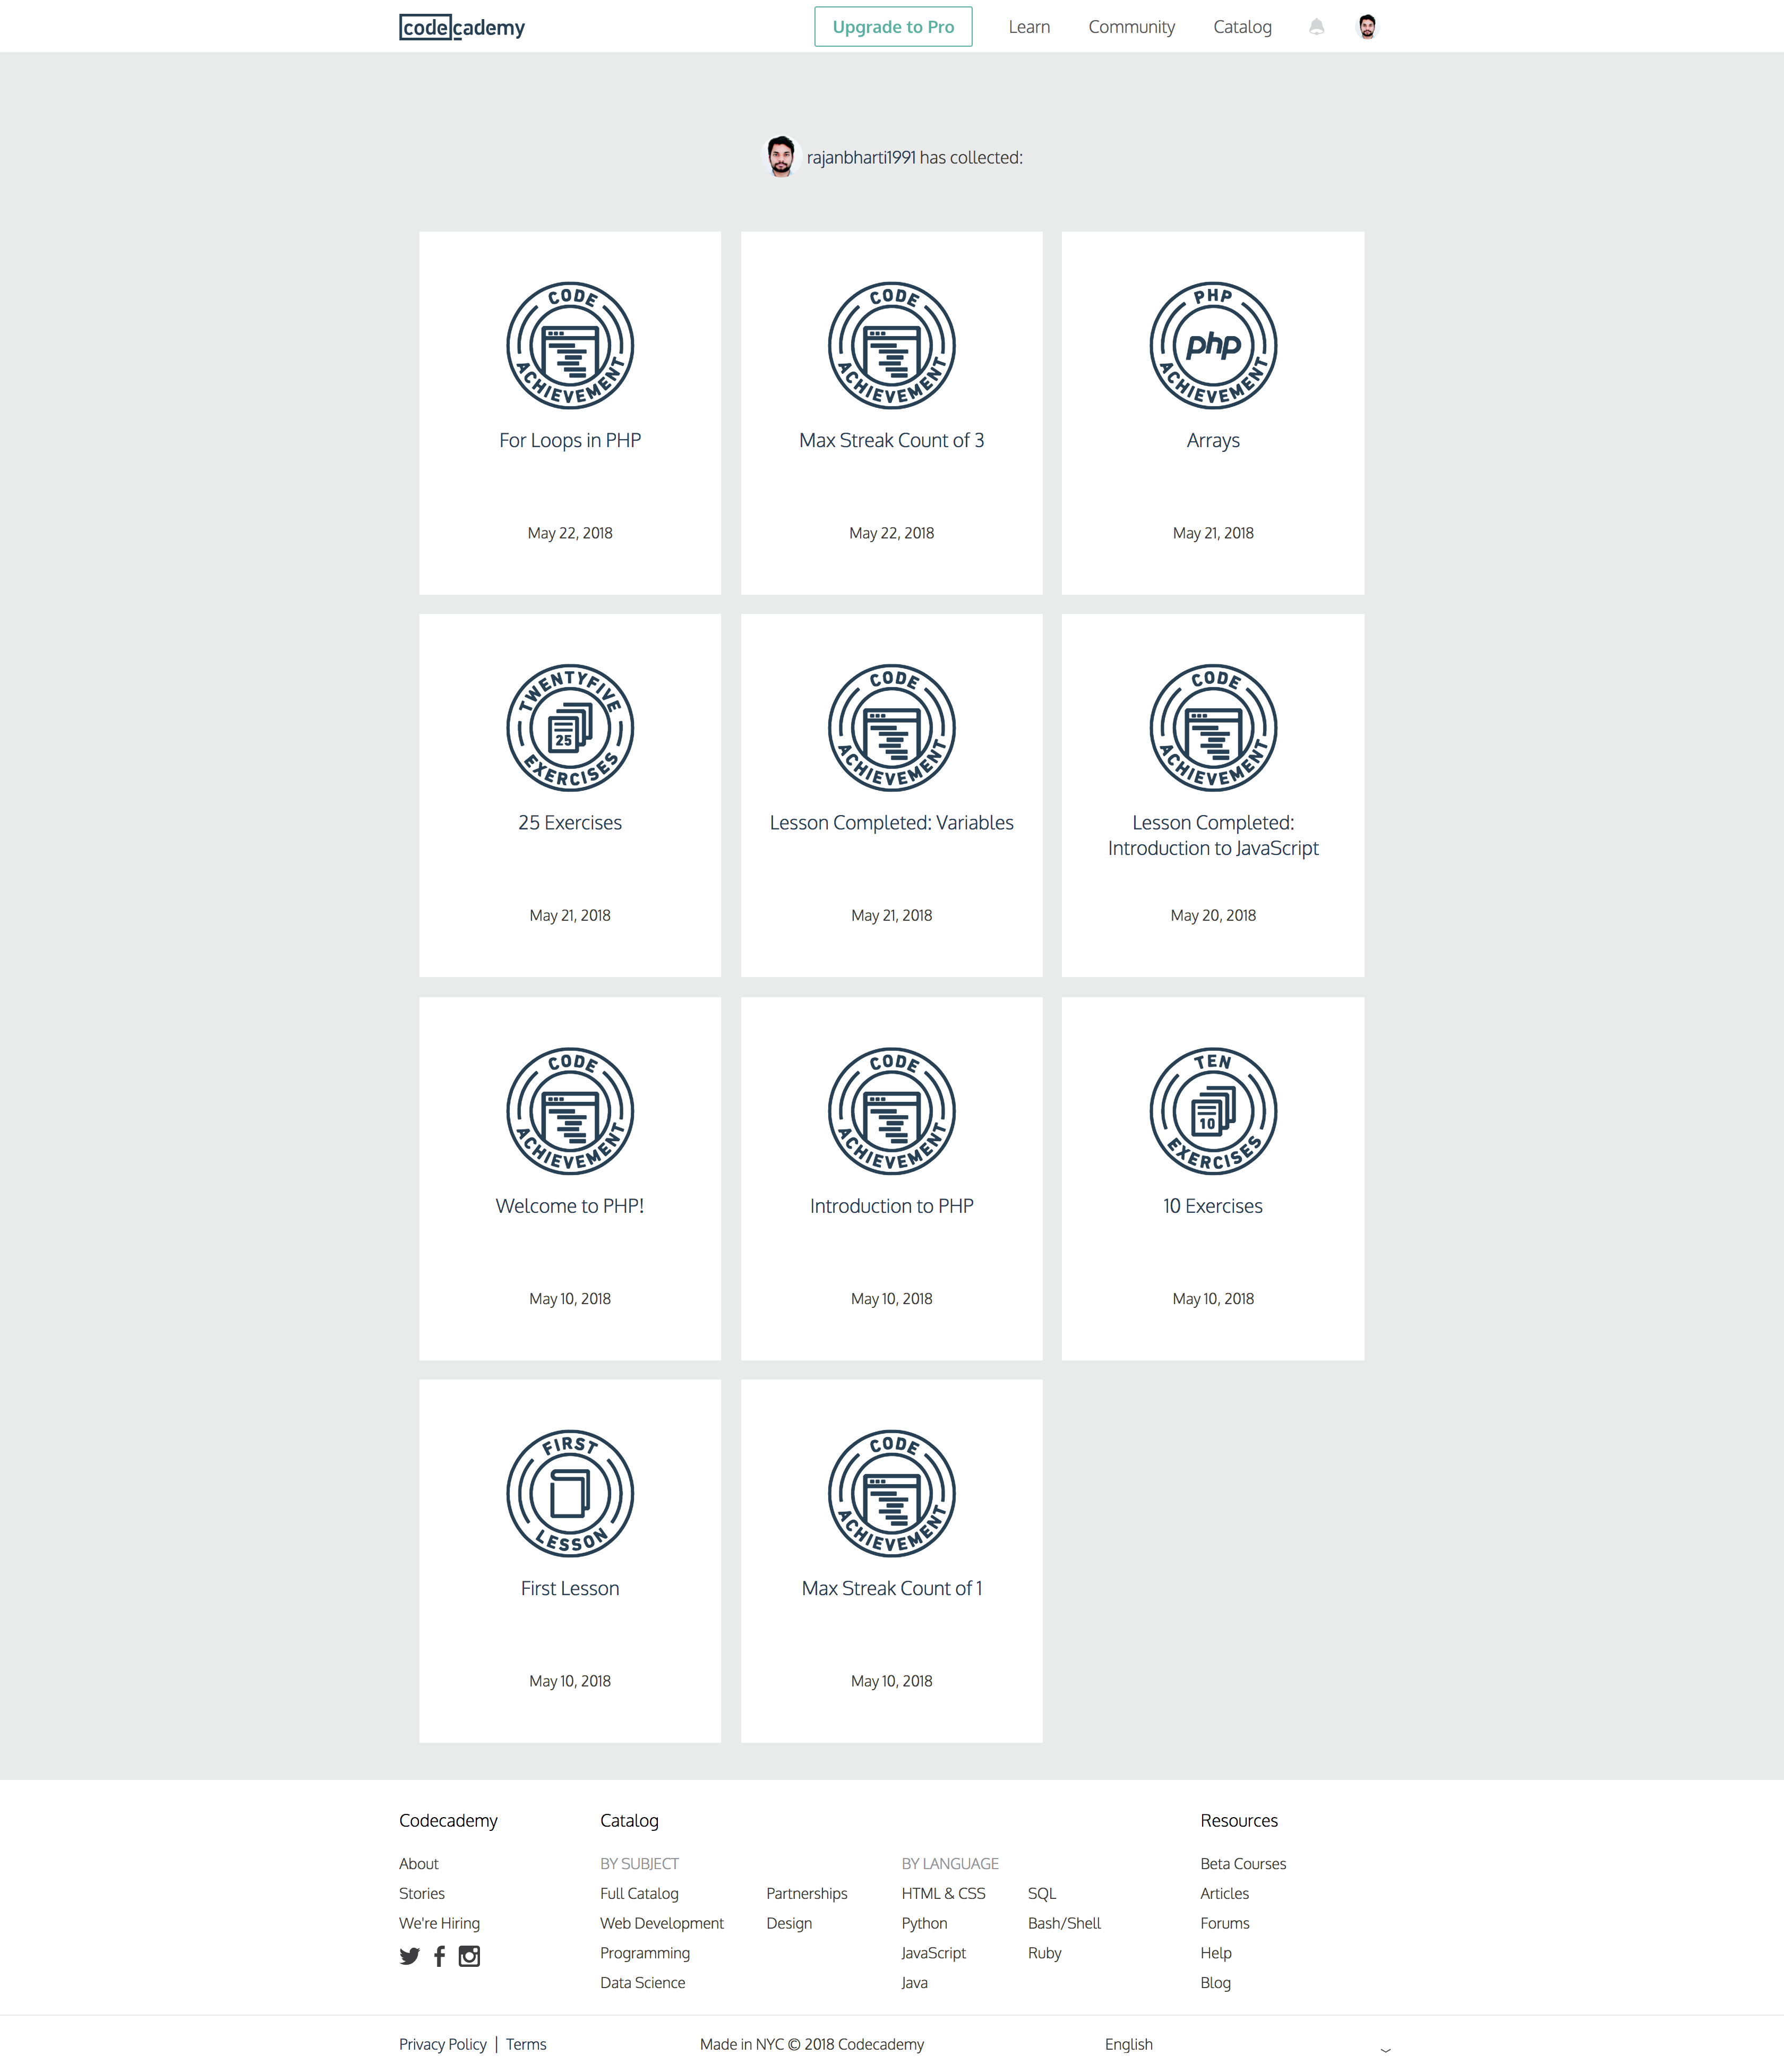 codecademy
Upgrade to Pro
Learn
Community
Catalog
rajanbharti1991 has collected:
CODE
ACHIEVEMENT
For Loops in PHP
May 22, 2018
CODE
ACHIEVEMENT
Max Streak Count of 3
May 22, 2018
PHP
php
ACHIEVEMENT
Arrays
May 21, 2018
TWENTYFIVE
25
EXERCISES
25 Exercises
May 21, 2018
CODE
ACHIEVEMENT
Lesson Completed: Variables
May 21, 2018
CODE
ACHIEVEMENT
Lesson Completed:
Introduction to JavaScript
May 20, 2018
CODE
ACHIEVEMENT
Welcome to PHP!
May 10, 2018
CODE
ACHIEVEMENT
Introduction to PHP
May 10, 2018
TEN
10
EXERCISES
10 Exercises
May 10, 2018
FIRST
LESSON
First Lesson
May 10, 2018
CODE
ACHIEVEMENT
Max Streak Count of 1
May 10, 2018
Codecademy
About
Stories
We're Hiring
Catalog
BY SUBJECT
Full Catalog
Web Development
Programming
Data Science
Partnerships
Design
BY LANGUAGE
HTML & CSS
Python
JavaScript
Java
SQL
Bash/Shell
Ruby
Resources
Beta Courses
Articles
Forums
Help
Blog
Privacy Policy | Terms
Made in NYC © 2018 Codecademy
English